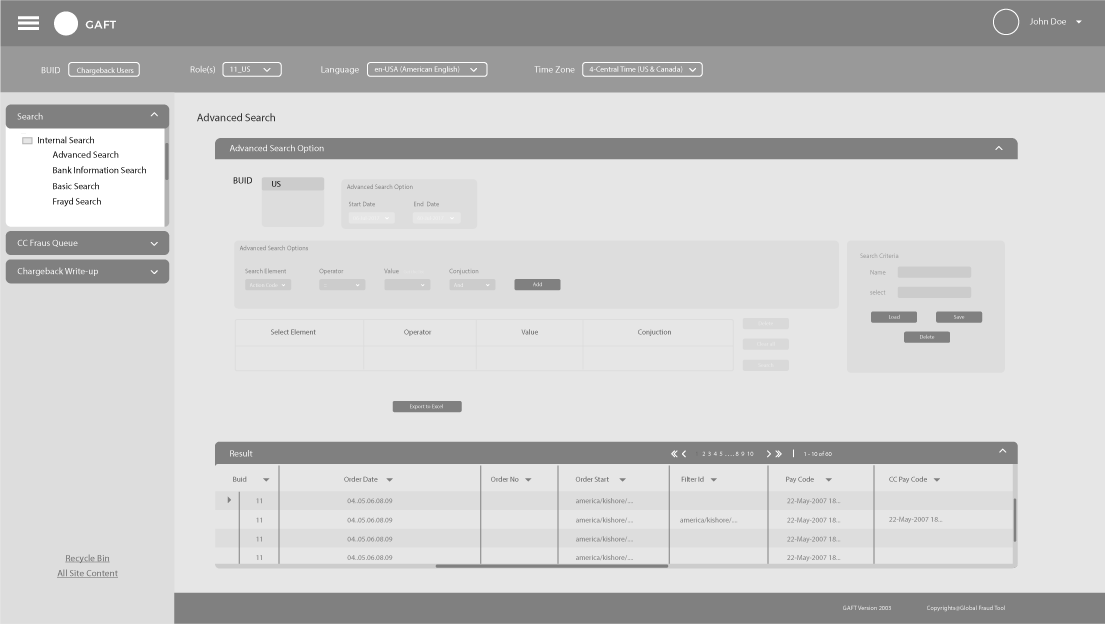 GAFT
John Doe
BUID Chargeback Users Role(s) 11_US Language en-USA (American English) Time Zone 4-Central Time (US & Canada)
Search
Internal Search
Advanced Search
Bank Information Search
Basic Search
Frayd Search
CC Fraus Queue
Chargeback Write-up
Recycle Bin
All Site Content
Advanced Search
Advanced Search Option
BUID US
Advanced Search Option
Start Date End Date
Advanced Search Options
Search Element Operator Value Conjuction
Active Code And Add
Select Element Operator Value Conjuction
Search Criteria
Name
select
Load Save
Delete
Export to Excel
Result 2 3 4 5 ..... 8 9 10 1 - 10 of 60
Buid Order Date Order No Order Start Filter Id Pay Code CC Pay Code
11 04..05.06.08.09 america/kishore/... 22-May-2007 18...
11 04..05.06.08.09 america/kishore/... america/kishore/... 22-May-2007 18... 22-May-2007 18...
11 04..05.06.08.09 america/kishore/... 22-May-2007 18...
11 04..05.06.08.09 america/kishore/... 22-May-2007 18...
GAFT Version 2003 Copyrights@Global Fraud Tool